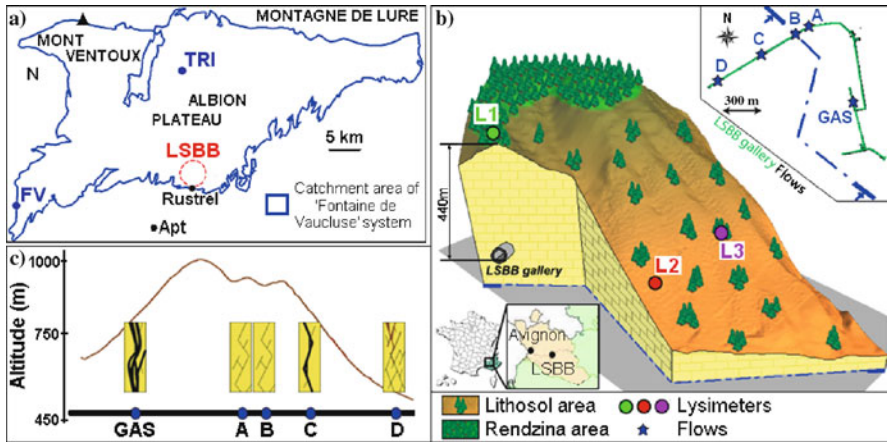 a)
MONTAGNE DE LURE
MONT
VENTOUX
N
TRI
ALBION
PLATEAU
5 km
LSBB
Rustrel
FV
Apt
Catchment area of
'Fontaine de
Vaucluse' system
b)
N
A
B
C
D
GAS
300 m
LSBB gallery Flows
L1
440m
L3
L2
LSBB gallery
Avignon
LSBB
Lithosol area
Lysimeters
Rendzina area
Flows
c)
Altitude (m)
1000
750
450
GAS
A
B
C
D